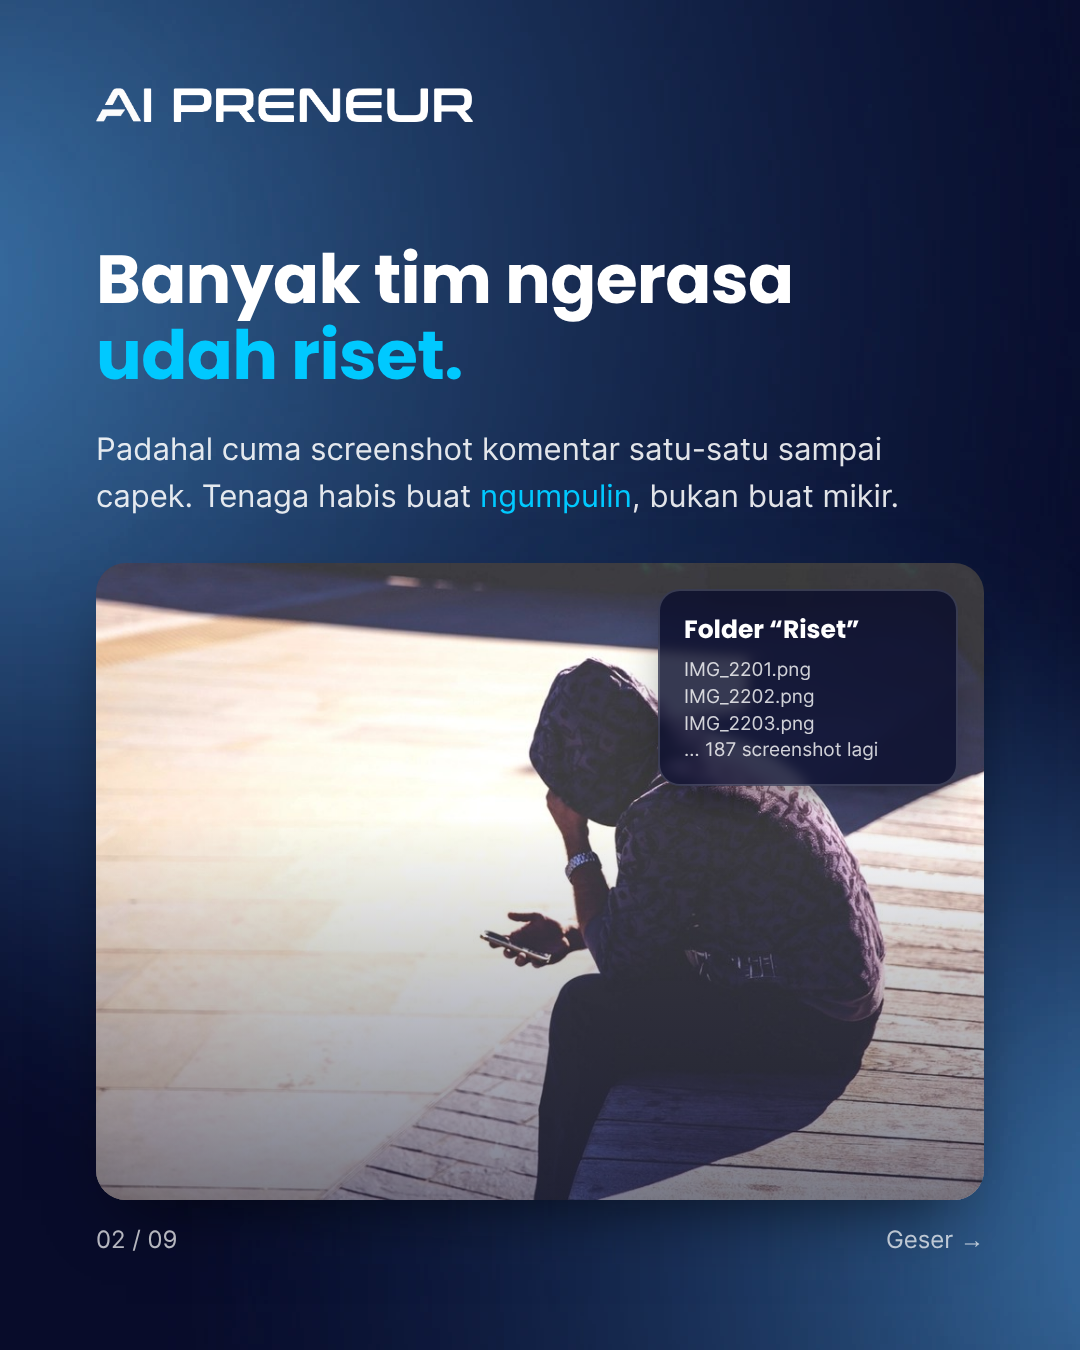 AI PRENEUR
Banyak tim ngerasa
udah riset.
Padahal cuma screenshot komentar satu-satu sampai
capek. Tenaga habis buat ngumpulin, bukan buat mikir.
Folder “Riset”
IMG_2201.png
IMG_2202.png
IMG_2203.png
... 187 screenshot lagi
02 / 09
Geser →